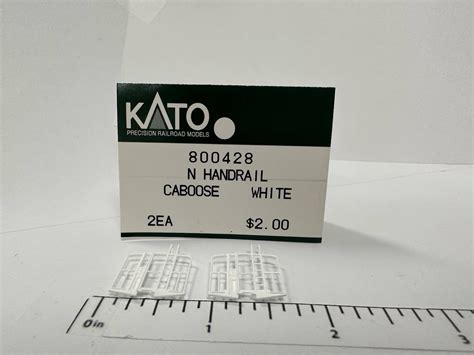 KATO
PRECISION RAILROAD MODELS
800428
N HANDRAIL
CABOOSE WHITE
2EA $2.00
0in 1 2 3